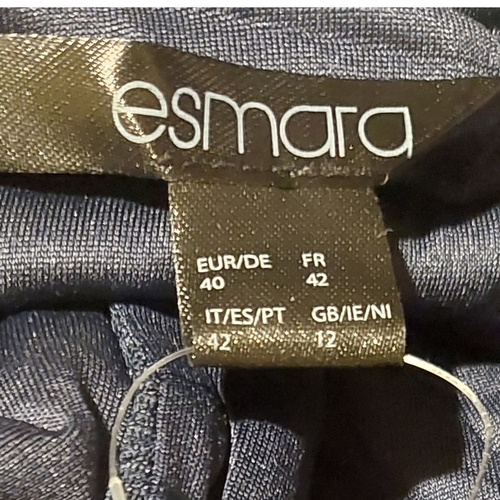 esmara
EUR/DE FR
40 42
IT/ES/PT GB/IE/NI
42 12